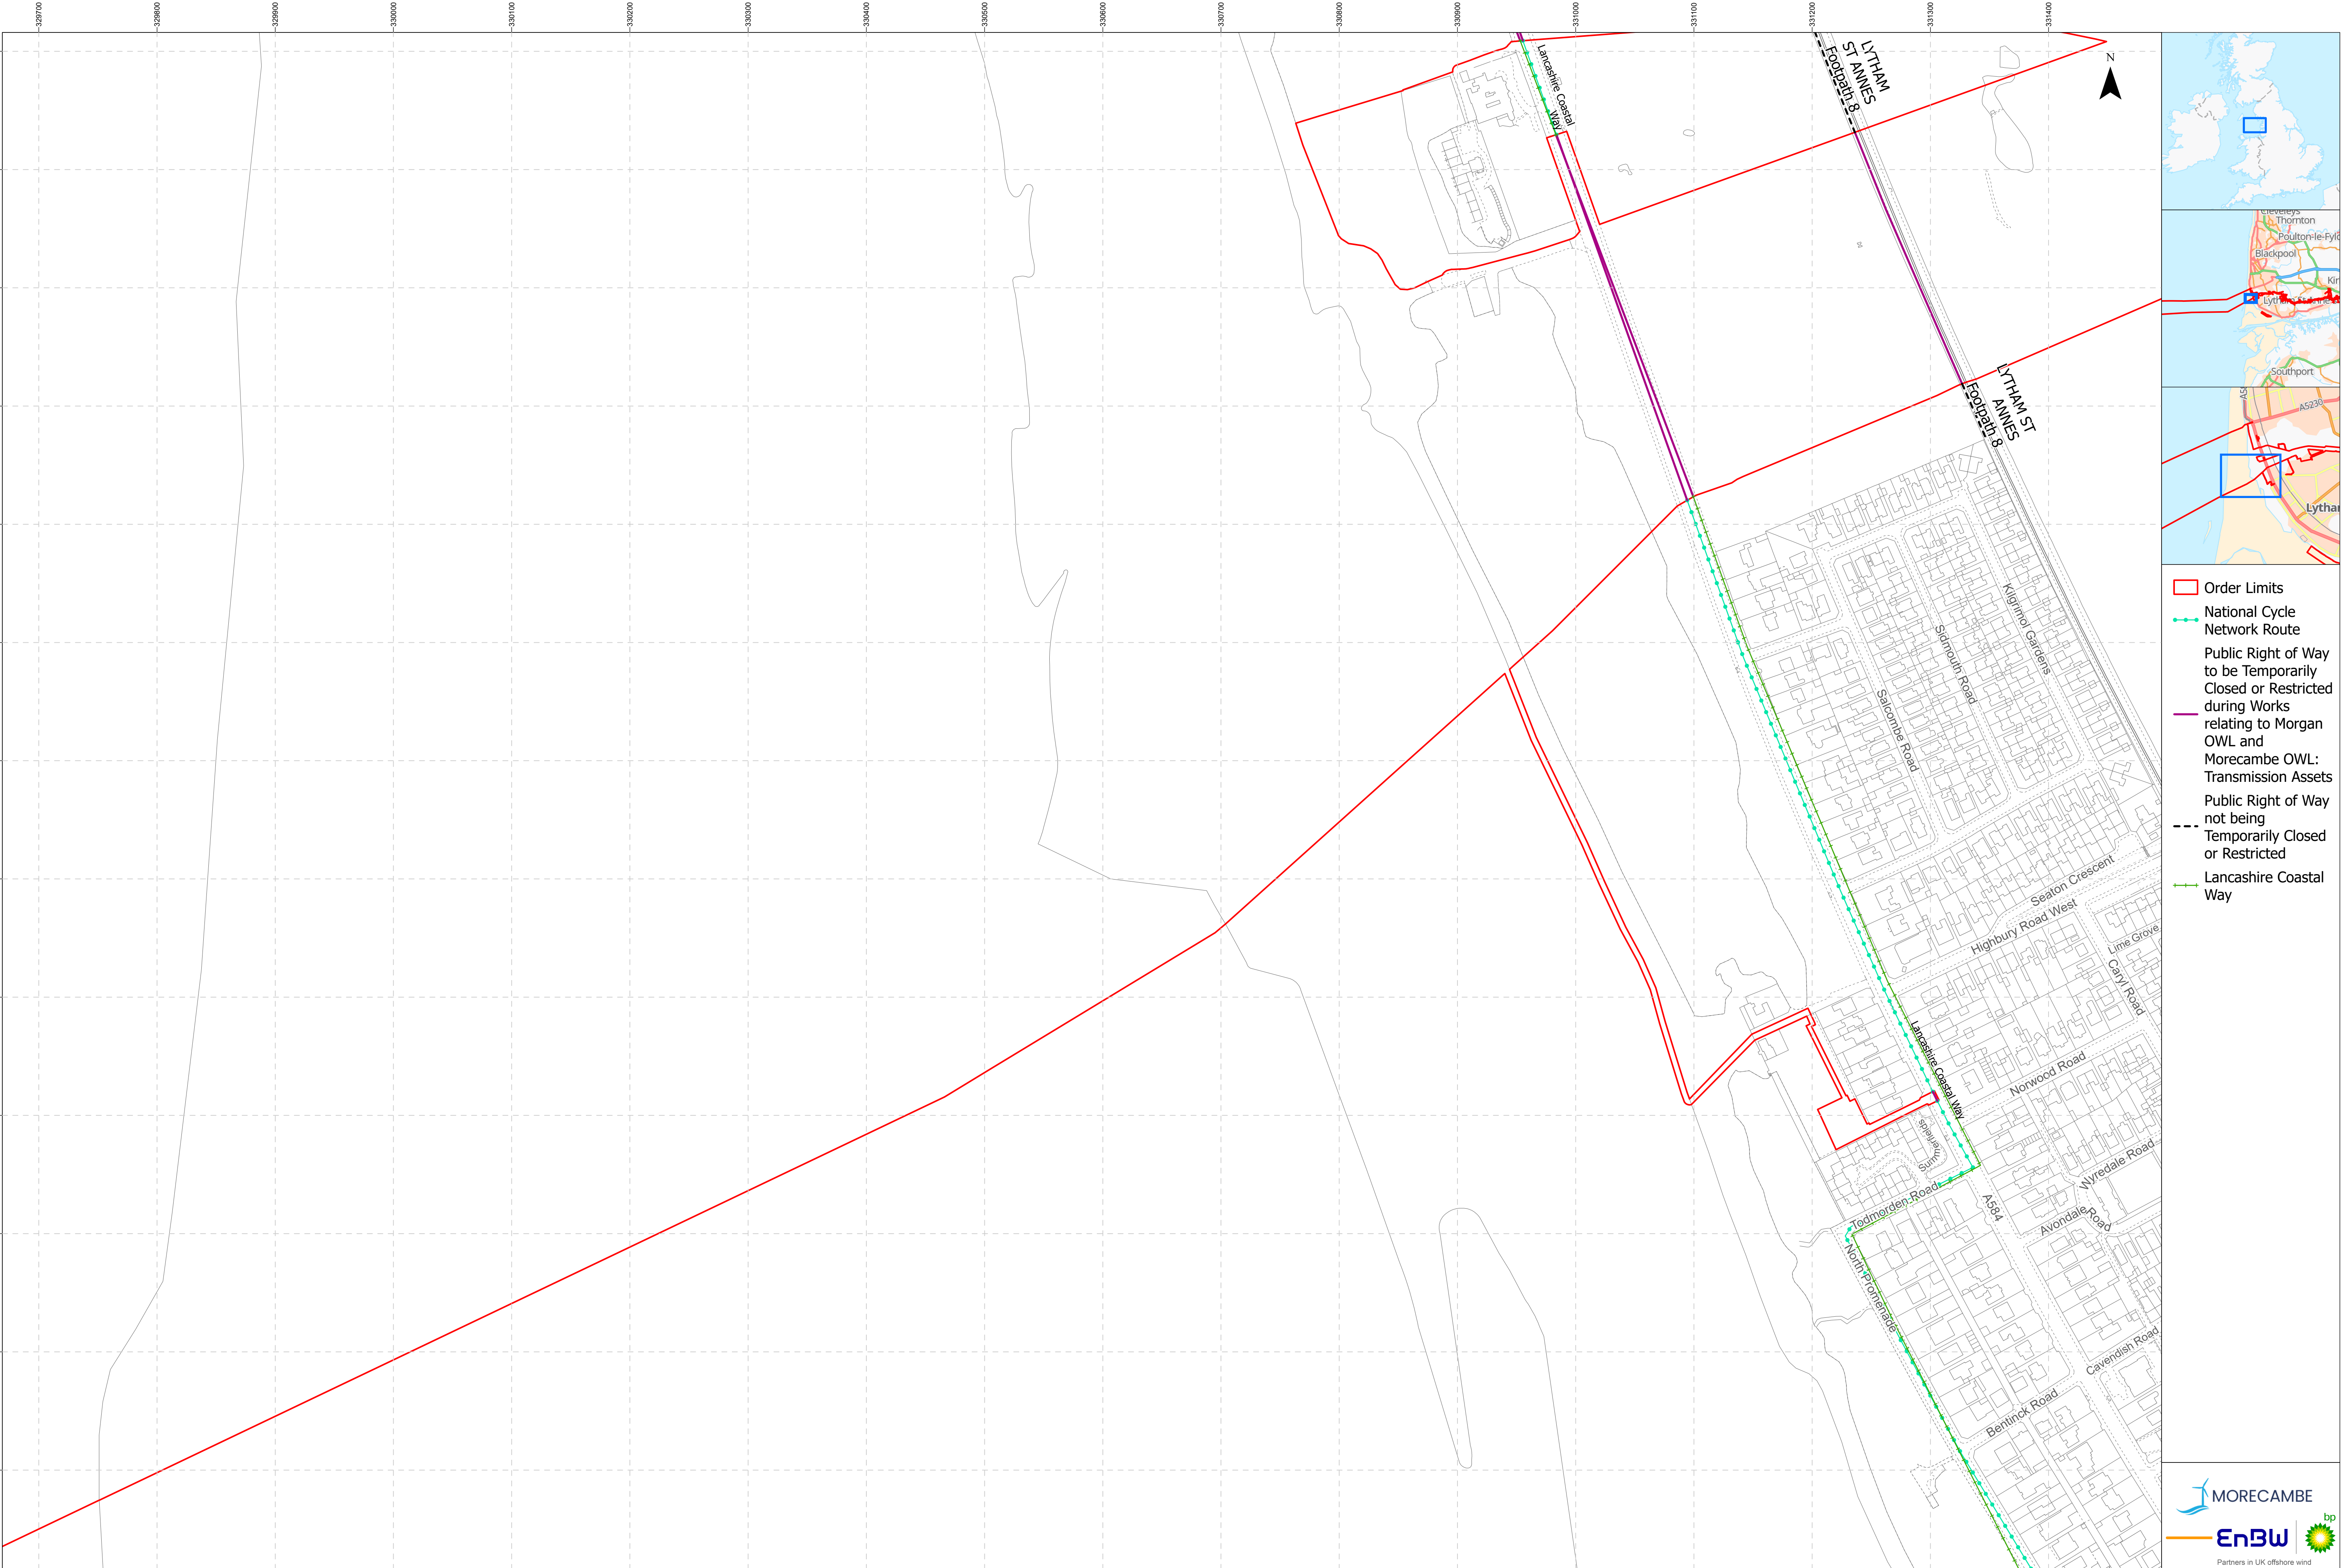 329700
329800
329900
330000
330100
330200
330300
330400
330500
330600
330700
330800
330900
331000
331100
331200
331300
331400
N
Lancashire Coastal
Way
LYTHAM
ST ANNES
Footpath 8
LYTHAM ST
ANNES
Footpath 8
Kilgrimol Gardens
Sidmouth Road
Salcombe Road
Seaton Crescent
Highbury Road West
Lime Grove
Caryl Road
Lancashire Coastal Way
Norwood Road
Summerfields
Wyredale Road
Todmorden Road
A584
Avondale
Road
North Promenade
Cavendish Road
Bentinck Road
Cleveleys
Thornton
Poulton-le-Fyld
Blackpool
Kir
Southport
A5
A5230
Lythar
Order Limits
National Cycle
Network Route
Public Right of Way
to be Temporarily
Closed or Restricted
during Works
relating to Morgan
OWL and
Morecambe OWL:
Transmission Assets
Public Right of Way
not being
Temporarily Closed
or Restricted
Lancashire Coastal
Way
MORECAMBE
bp
EnBW
Partners in UK offshore wind